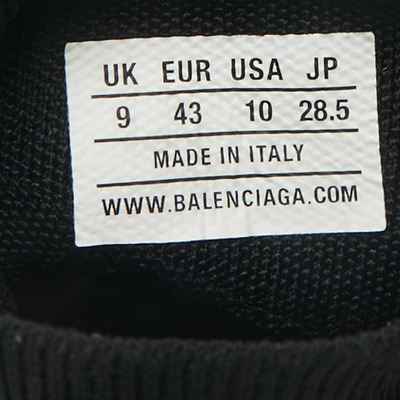 UK EUR USA JP
9 43 10 28.5
MADE IN ITALY
WWW.BALENCIAGA.COM